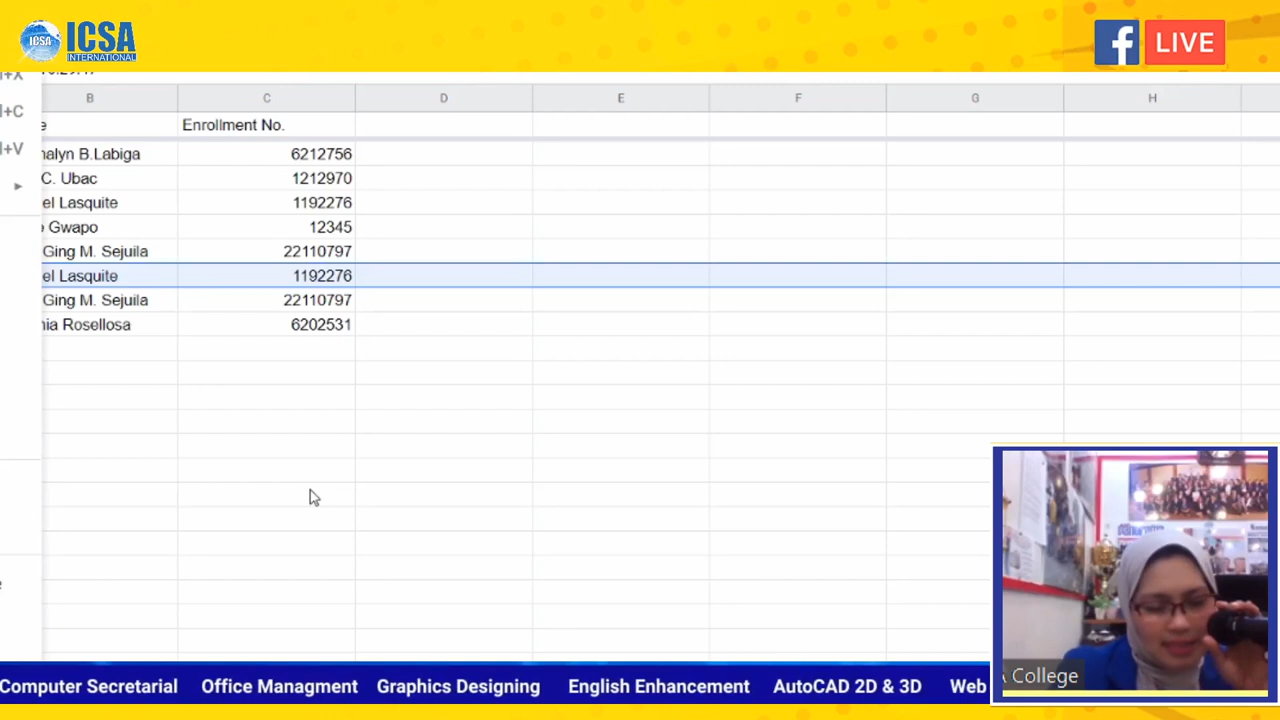 ICSA
INTERNATIONAL
f LIVE
+X
+C
+V
B C D E F G H
e Enrollment No.
nalyn B.Labiga 6212756
C. Ubac 1212970
el Lasquite 1192276
Gwapo 12345
Ging M. Sejuila 22110797
el Lasquite 1192276
Ging M. Sejuila 22110797
nia Rosellosa 6202531
A College
Computer Secretarial Office Managment Graphics Designing English Enhancement AutoCAD 2D & 3D Web